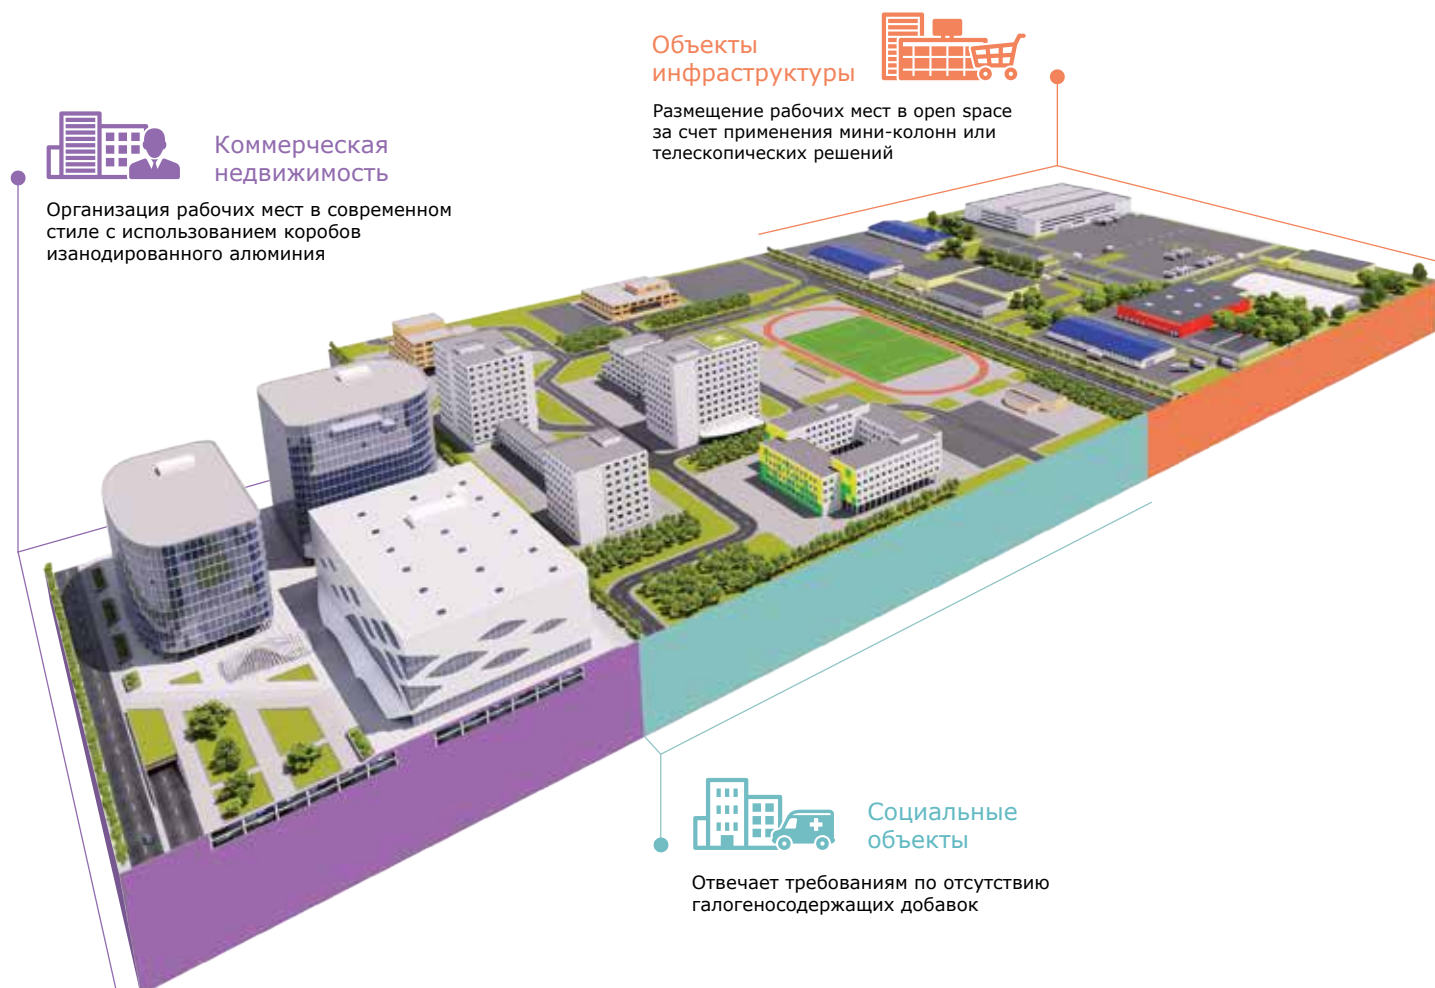 Объекты
инфраструктуры
Размещение рабочих мест в open space
за счет применения мини-колонн или
телескопических решений
Коммерческая
недвижимость
Организация рабочих мест в современном
стиле с использованием коробов
изанодированного алюминия
Социальные
объекты
Отвечает требованиям по отсутствию
галогеносодержащих добавок